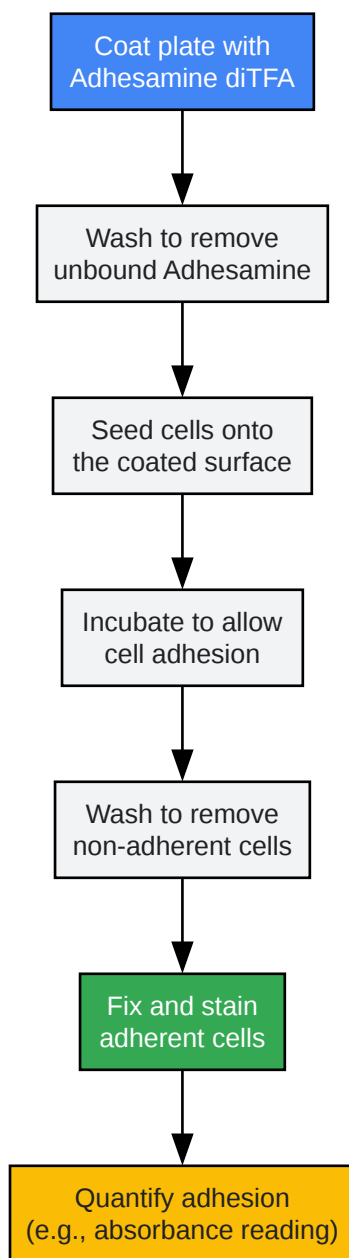 Coat plate with
Adhesamine diTFA
Wash to remove
unbound Adhesamine
Seed cells onto
the coated surface
Incubate to allow
cell adhesion
Wash to remove
non-adherent cells
Fix and stain
adherent cells
Quantify adhesion
(e.g., absorbance reading)